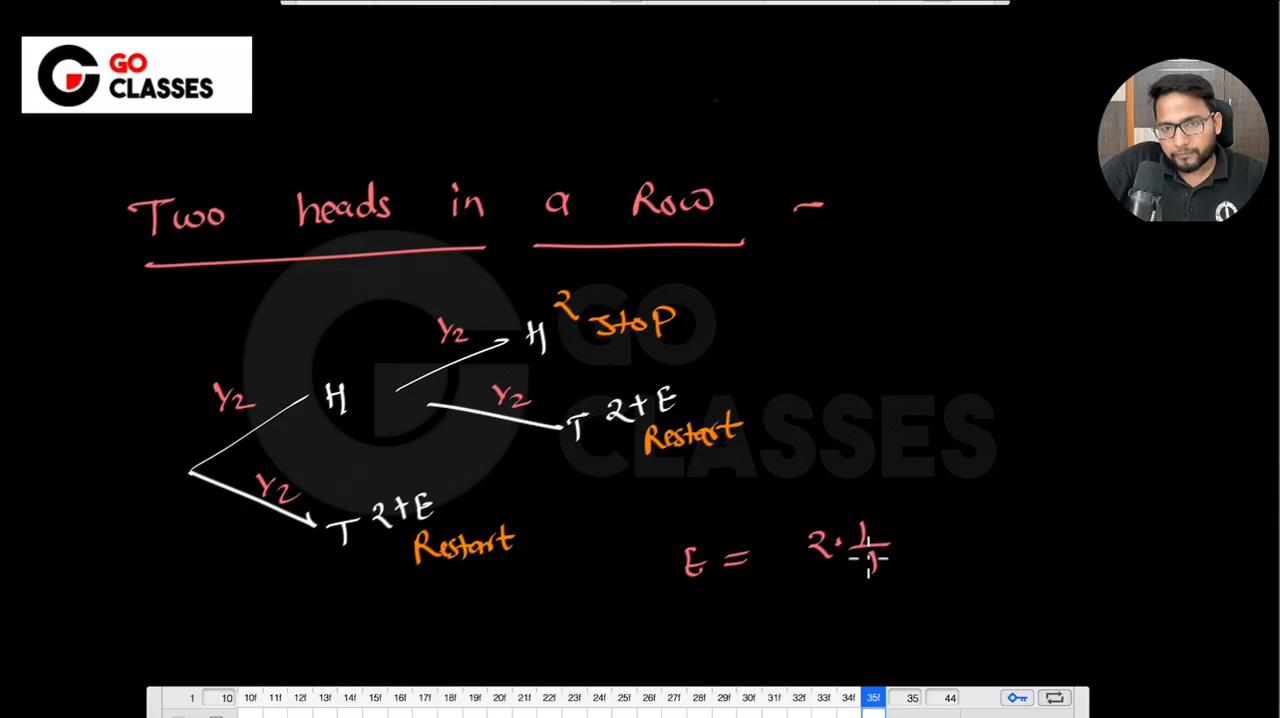 GO
CLASSES
Two heads in a Row -
1/2 H 2 Stop
1/2 H 1/2 T 2+E
Restart
1/2 T 2+E
Restart
E = 2·1
GO
CLASSES
1 10 10f 11f 12f 13f 14f 15f 16f 17f 18f 19f 20f 21f 22f 23f 24f 25f 26f 27f 28f 29f 30f 31f 32f 33f 34f 35f 35 44